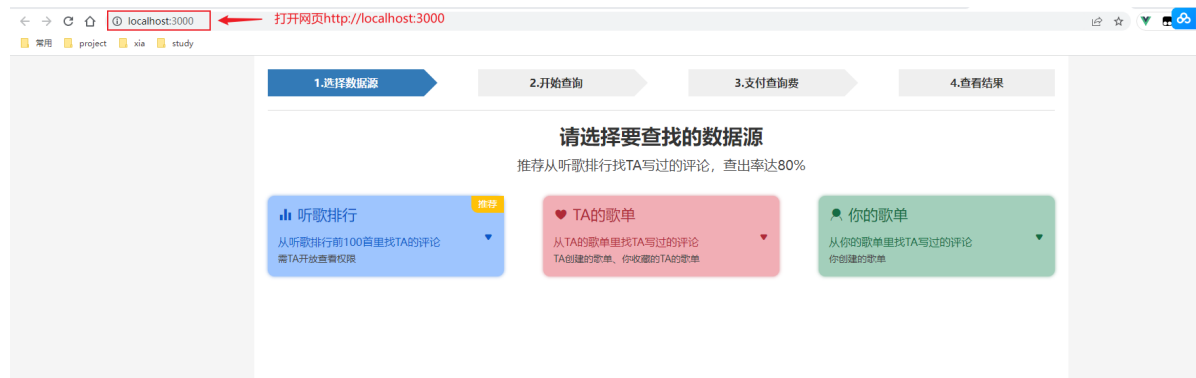 localhost:3000
打开网页http://localhost:3000
常用 project xia study
1.选择数据源 2.开始查询 3.支付查询费 4.查看结果
请选择要查找的数据源
推荐从听歌排行找TA写过的评论，查出率达80%
推荐
听歌排行
从听歌排行前100首里找TA的评论
需TA开放查看权限
TA的歌单
从TA的歌单里找TA写过的评论
TA创建的歌单、你收藏的TA的歌单
你的歌单
从你的歌单里找TA写过的评论
你创建的歌单